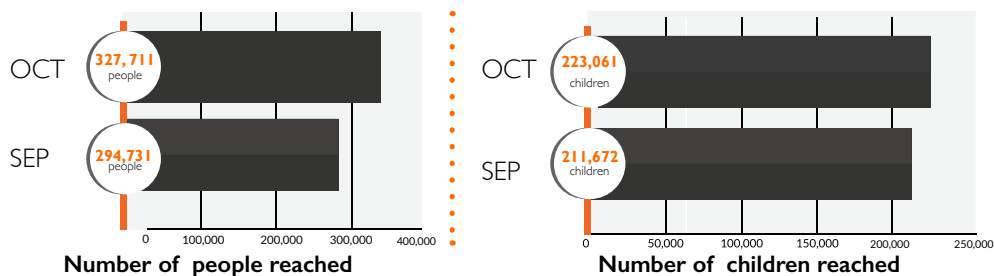 OCT
327,711
people
SEP
294,731
people
0 100,000 200,000 300,000 400,000
Number of people reached
OCT
223,061
children
SEP
211,672
children
0 50,000 100,000 150,000 200,000 250,000
Number of children reached